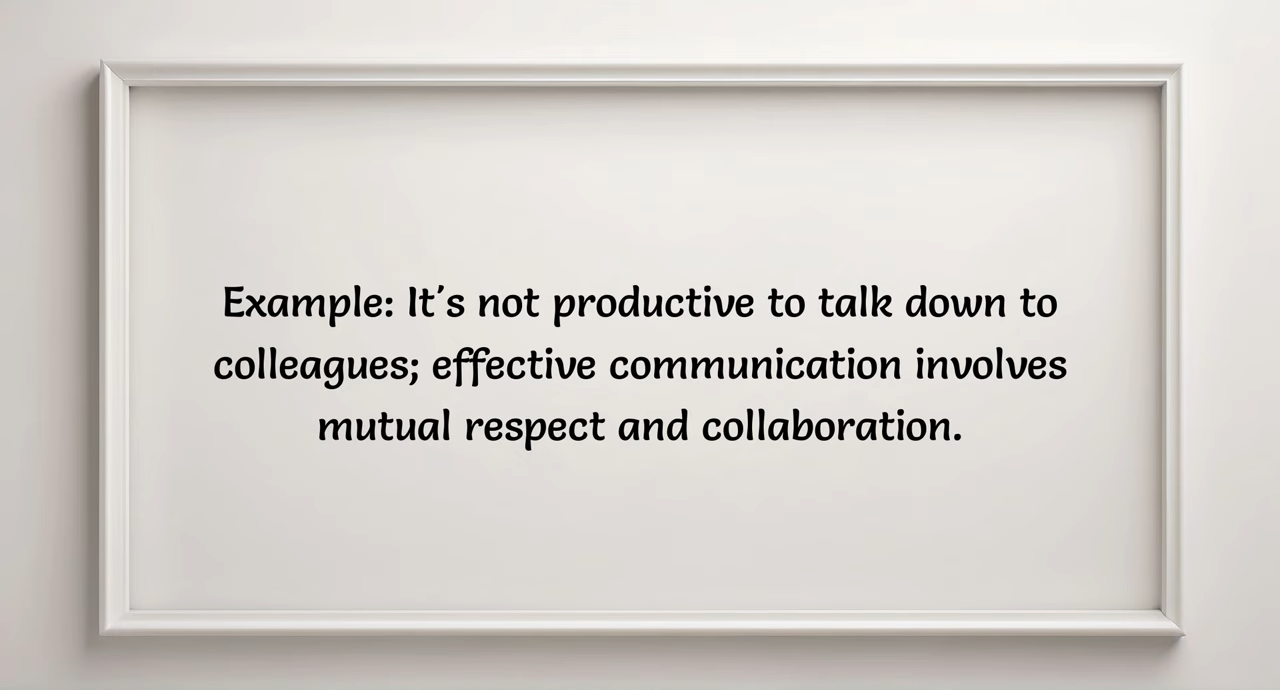 Example: It's not productive to talk down to
colleagues; effective communication involves
mutual respect and collaboration.